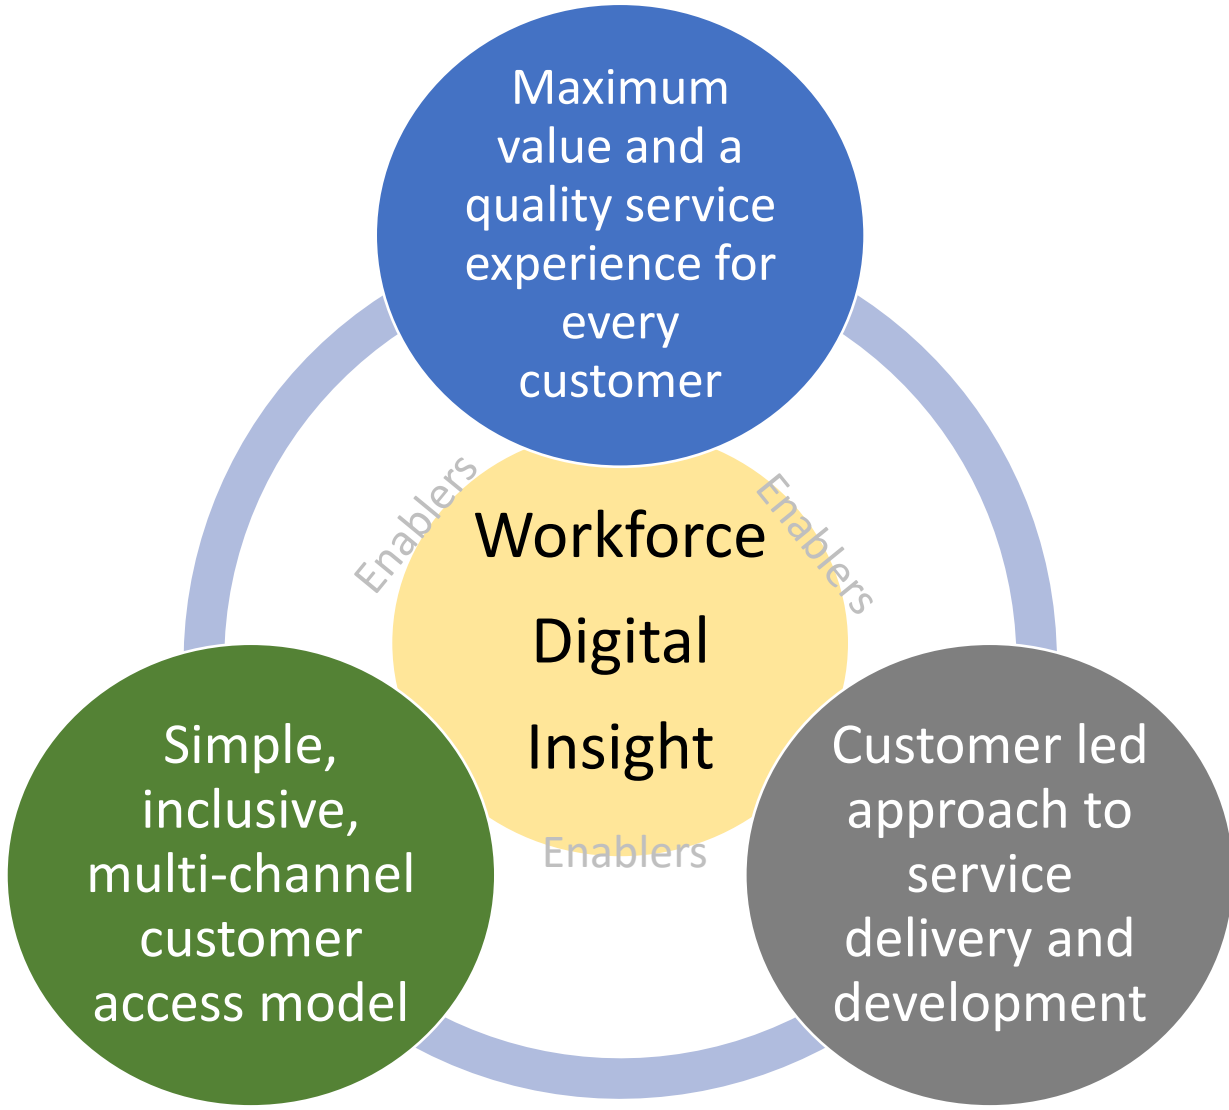 Maximum
value and a
quality service
experience for
every
customer
Enablers
Enablers
Workforce
Digital
Insight
Enablers
Simple,
inclusive,
multi-channel
customer
access model
Customer led
approach to
service
delivery and
development